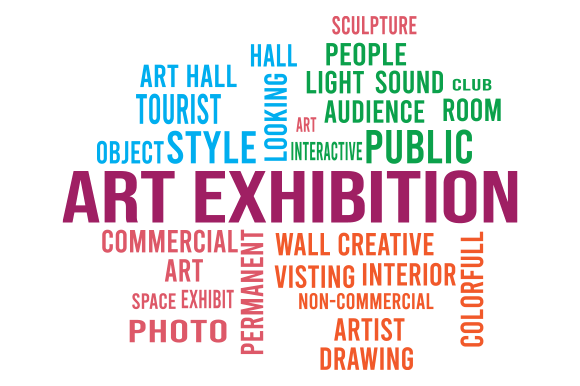 SCULPTURE
HALL
PEOPLE
ART HALL
LIGHT SOUND CLUB
LOOKING
TOURIST
ART
AUDIENCE
ROOM
OBJECT
STYLE
INTERACTIVE
PUBLIC
ART EXHIBITION
COMMERCIAL
PERMANENT
WALL CREATIVE
COLORFULL
ART
VISTING INTERIOR
SPACE EXHIBIT
NON-COMMERCIAL
PHOTO
ARTIST
DRAWING